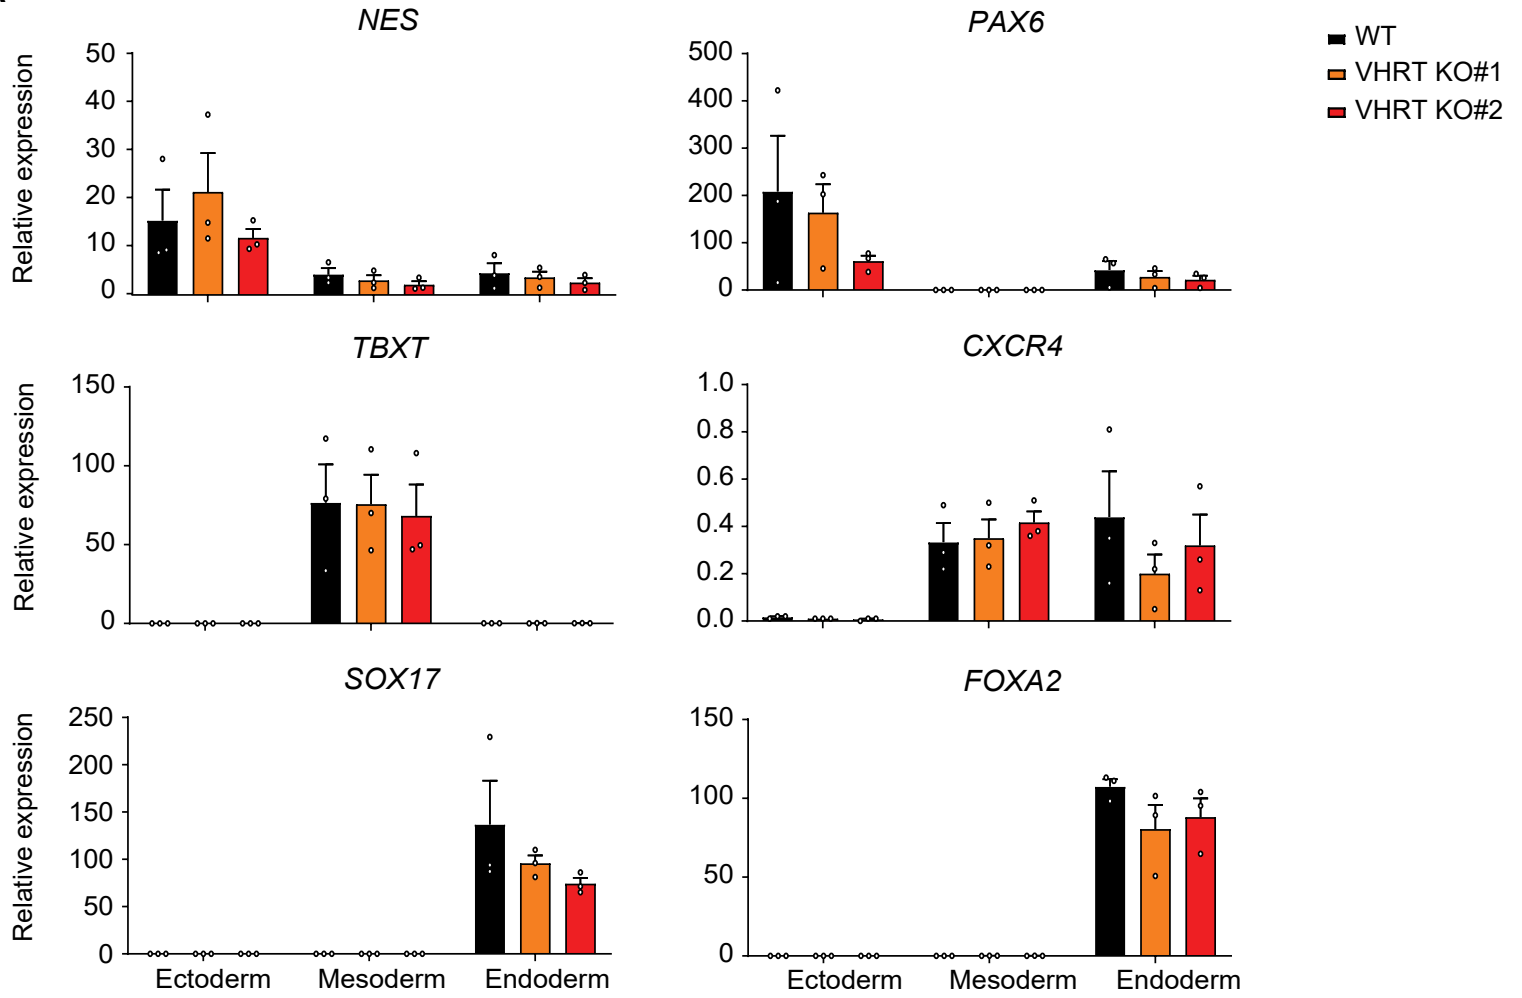 NES
PAX6
WT
VHRT KO#1
VHRT KO#2
Relative expression
50
40
30
20
10
0
500
400
300
200
100
0
TBXT
CXCR4
Relative expression
150
100
50
0
1.0
0.8
0.6
0.4
0.2
0.0
SOX17
FOXA2
Relative expression
250
200
150
100
50
0
150
100
50
0
Ectoderm Mesoderm Endoderm
Ectoderm Mesoderm Endoderm